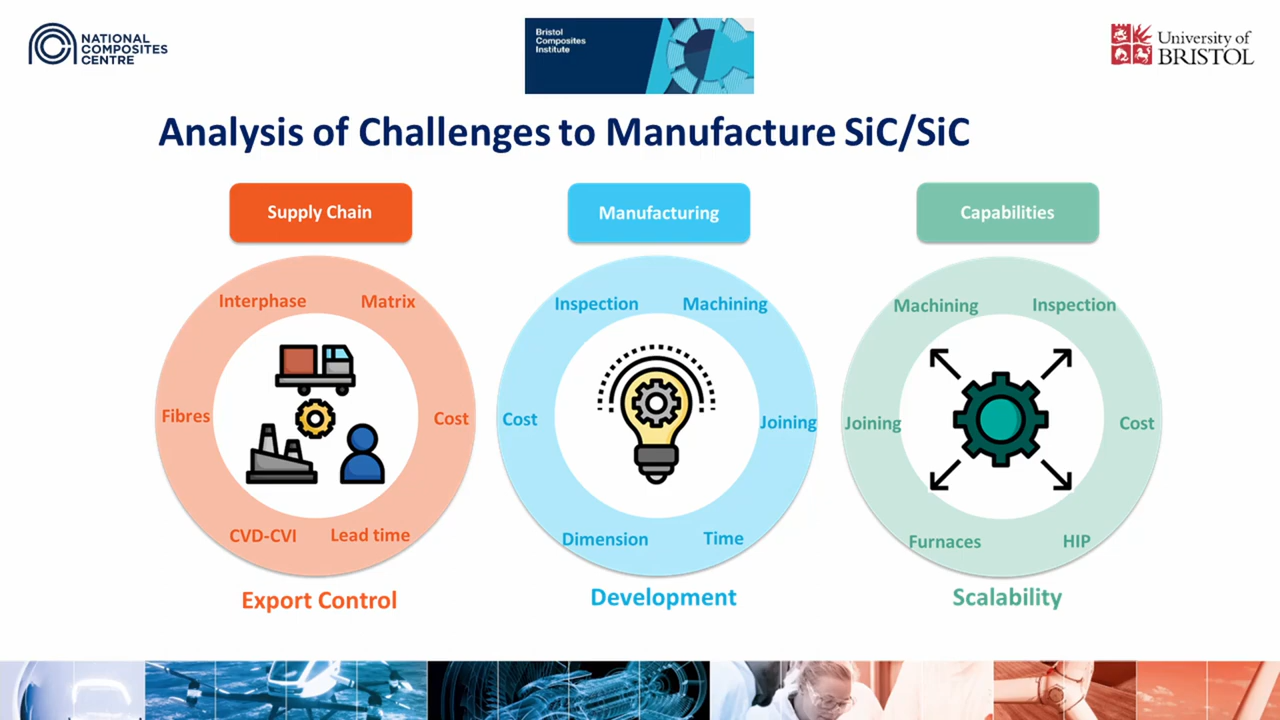 NATIONAL
COMPOSITES
CENTRE
Bristol
Composites
Institute
University of
BRISTOL
Analysis of Challenges to Manufacture SiC/SiC
Supply Chain
Manufacturing
Capabilities
Interphase
Matrix
Fibres
Cost
CVD-CVI
Lead time
Export Control
Inspection
Machining
Cost
Joining
Dimension
Time
Development
Machining
Inspection
Joining
Cost
Furnaces
HIP
Scalability